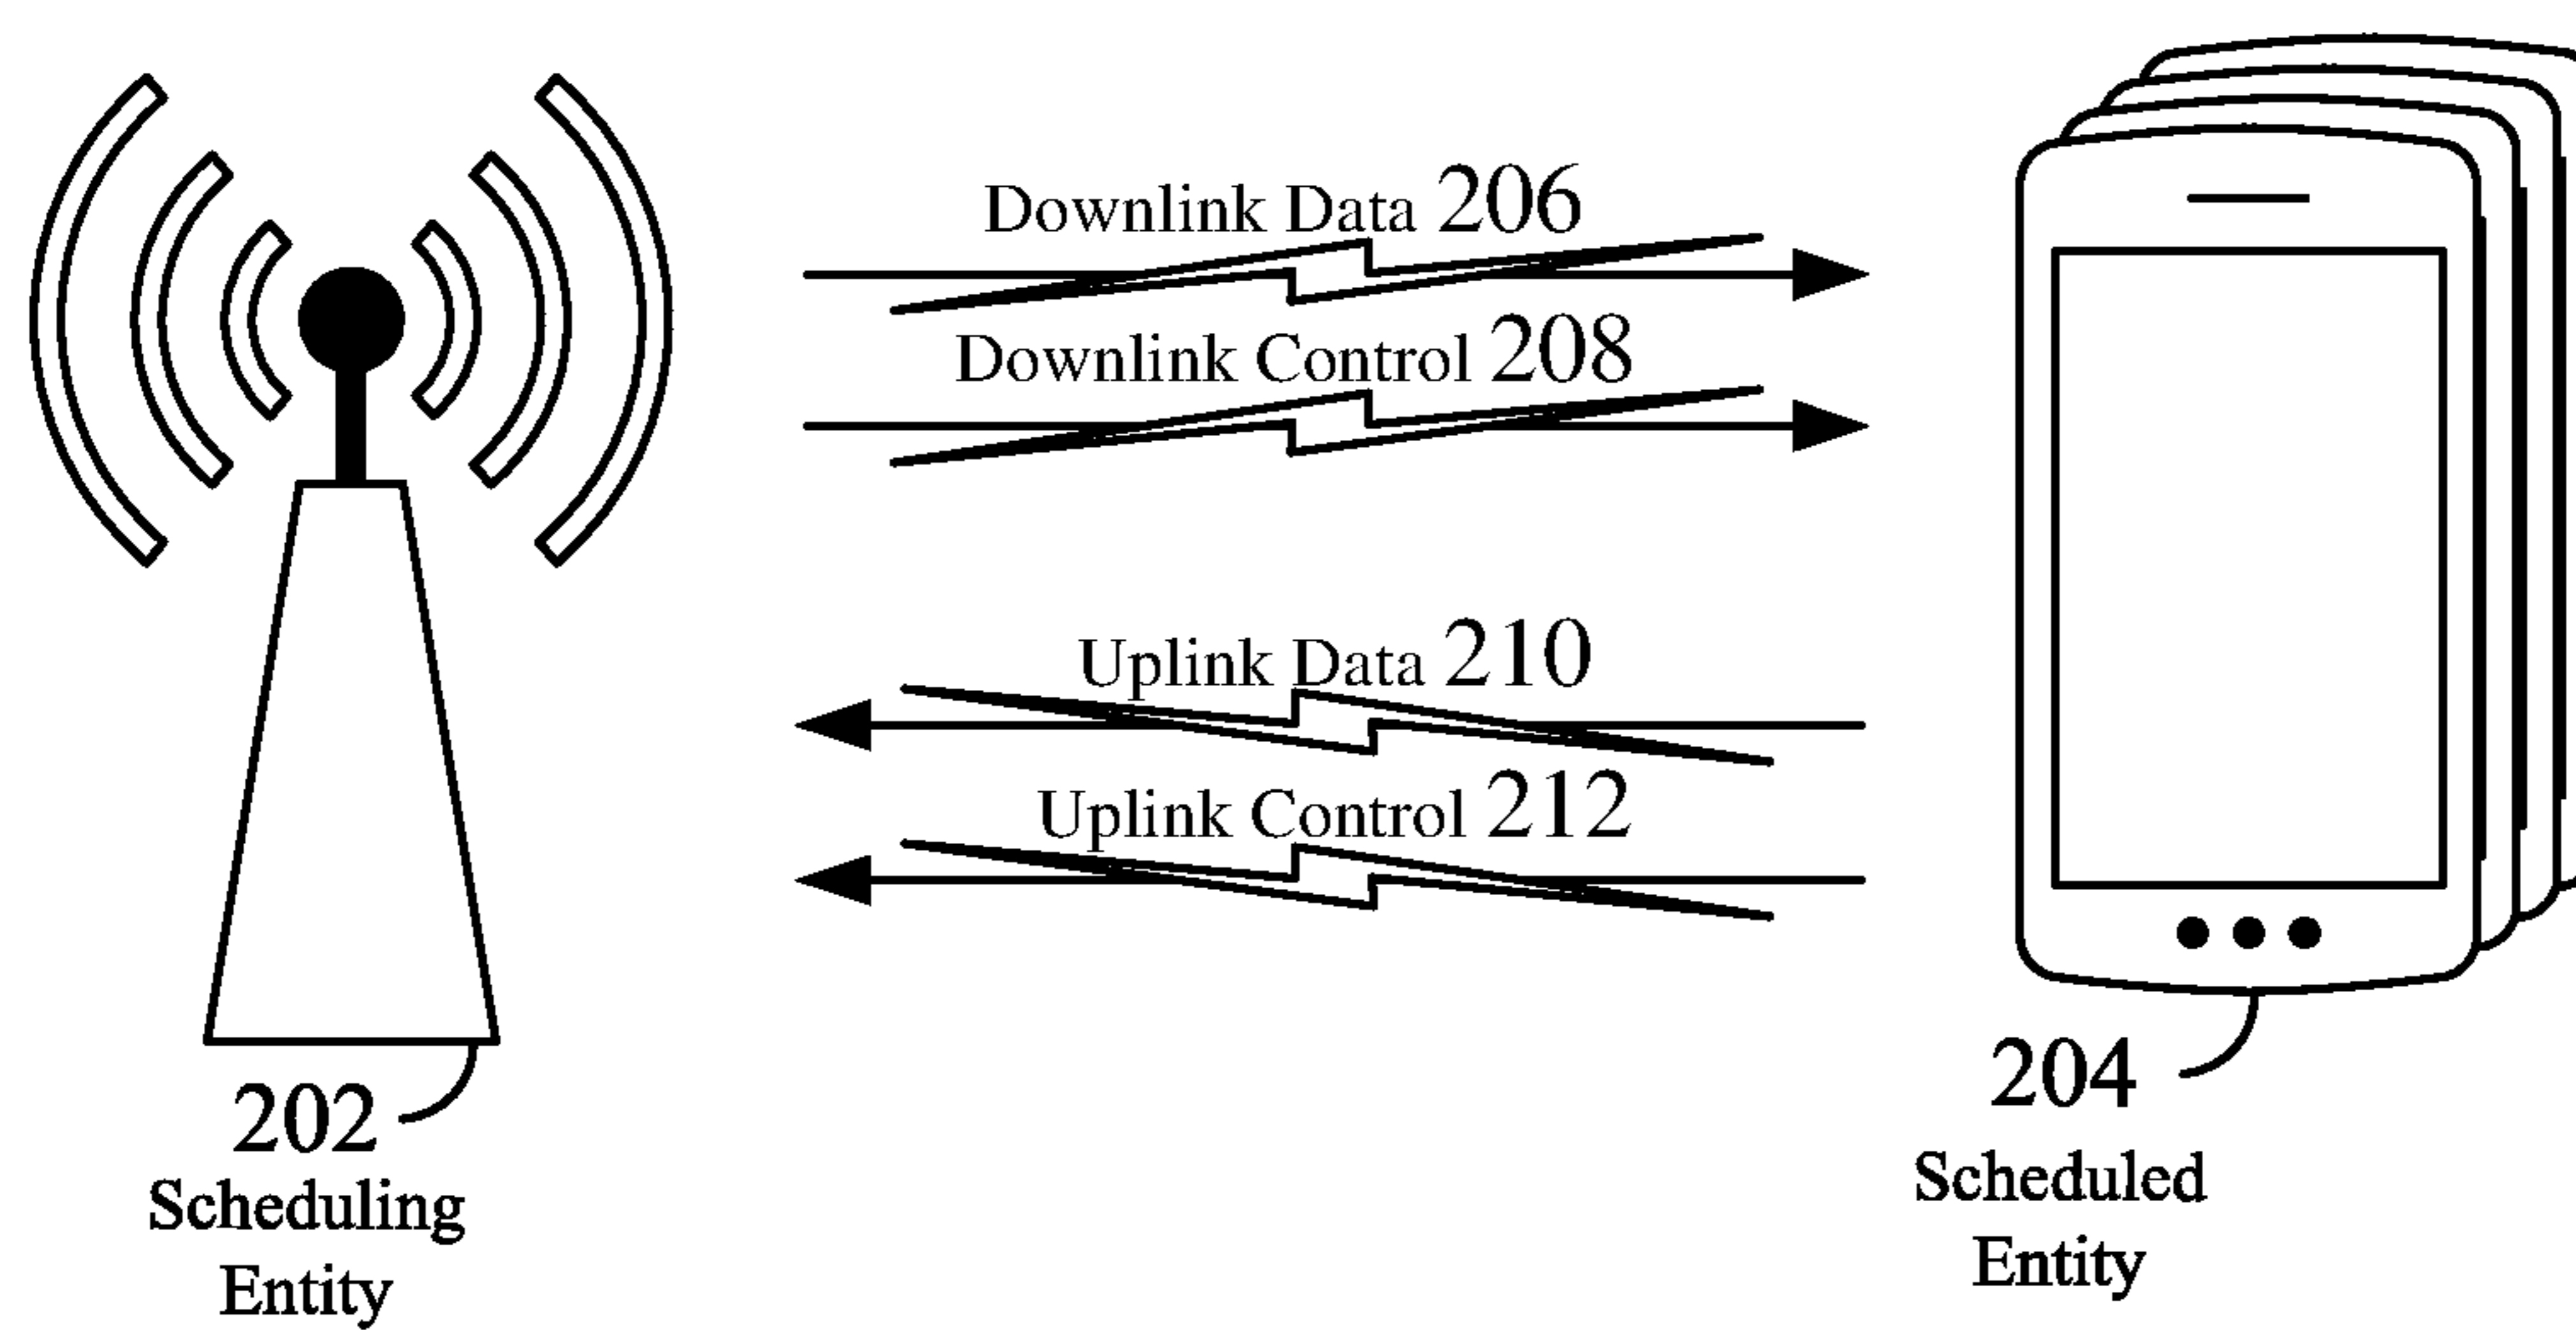 Downlink Data 206
Downlink Control 208
Uplink Data 210
Uplink Control 212
202
Scheduling
Entity
204
Scheduled
Entity